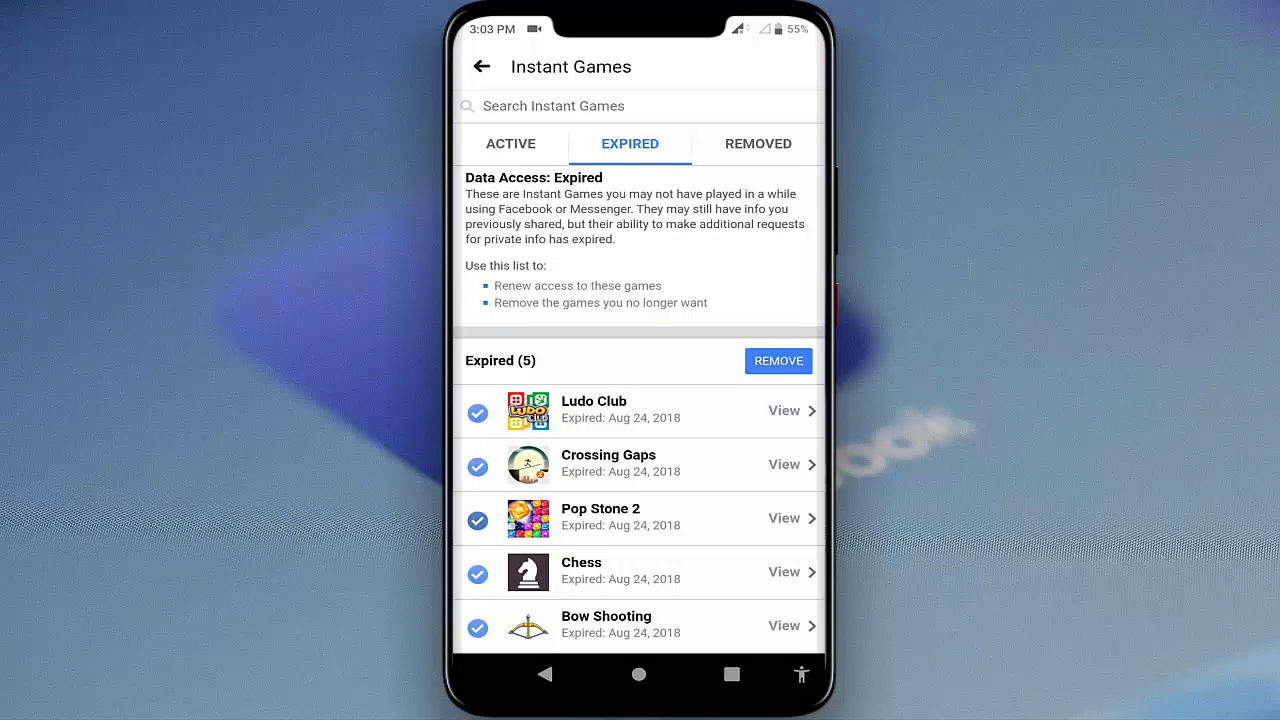 3:03 PM
55%
Instant Games
Search Instant Games
ACTIVE
EXPIRED
REMOVED
Data Access: Expired
These are Instant Games you may not have played in a while
using Facebook or Messenger. They may still have info you
previously shared, but their ability to make additional requests
for private info has expired.
Use this list to:
Renew access to these games
Remove the games you no longer want
Expired (5)
REMOVE
LUDO CLUB
Ludo Club
Expired: Aug 24, 2018
View
Crossing Gaps
Expired: Aug 24, 2018
View
Pop Stone 2
Expired: Aug 24, 2018
View
Chess
Expired: Aug 24, 2018
View
Bow Shooting
Expired: Aug 24, 2018
View
ook